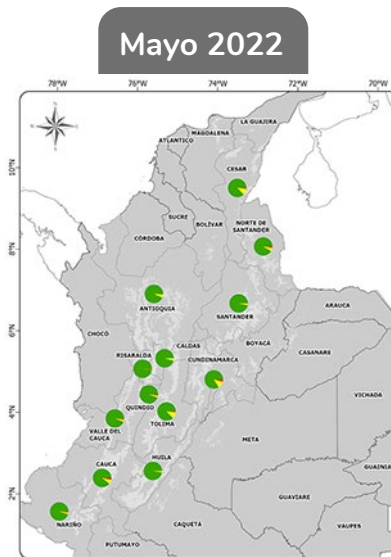 Mayo 2022
78°W 76°W 74°W 72°W 70°W
LA GUAJIRA
MAGDALENA
ATLANTICO
10°N
CESAR
SUCRE
BOLÍVAR
NORTE DE
SANTANDER
CÓRDOBA
8°N
ANTIOQUIA
SANTANDER
ARAUCA
6°N
CHOCÓ
BOYACÁ
CALDAS
RISARALDA
CUNDINAMARCA
CASANARE
VICHADA
QUINDIO
4°N
TOLIMA
VALLE DEL
CAUCA
META
HUILA
CAUCA
GUAINIA
2°N
GUAVIARE
NARIÑO
CAQUETÁ
VAUPES
PUTUMAYO